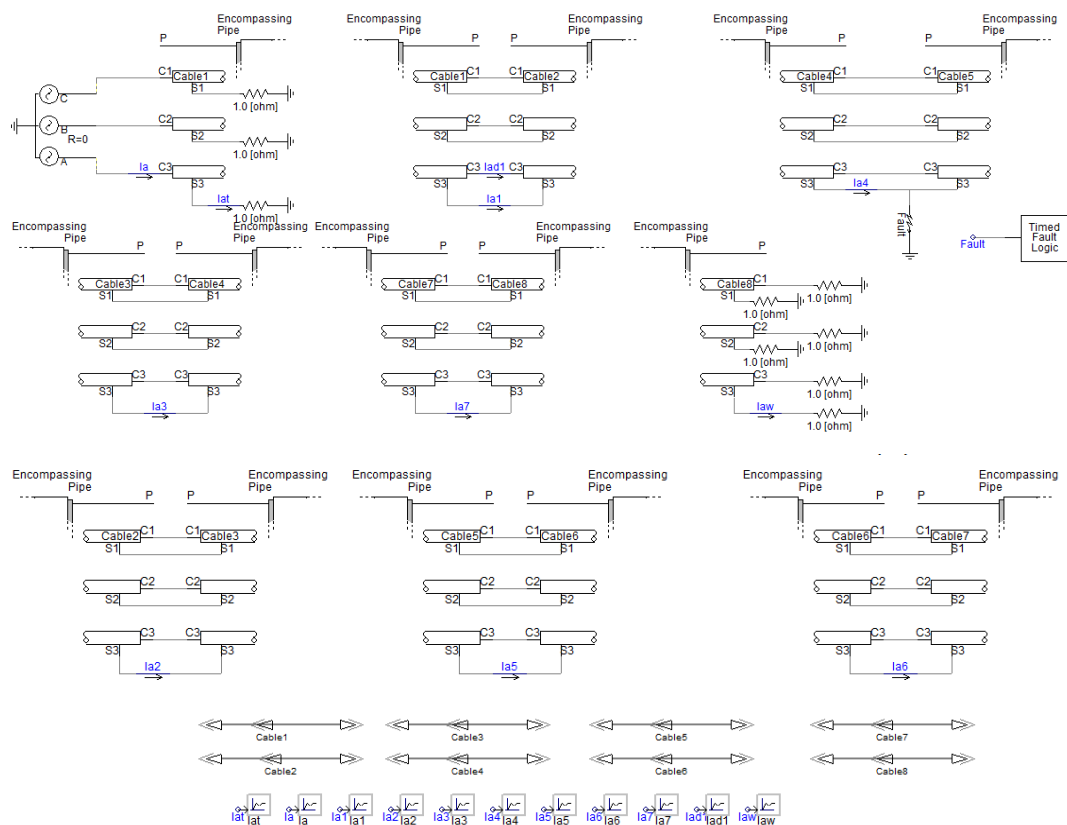 Encompassing
Pipe
P
C1
Cable1
S1
1.0 [ohm]
C
B
R=0
A
C2
S2
1.0 [ohm]
Ia
C3
S3
Iat
1.0 [ohm]
Encompassing
Pipe
P
P
Encompassing
Pipe
Cable1
C1
C1
Cable2
S1
S1
C2
C2
S2
S2
C3
Iad1
C3
S3
Ia1
S3
Encompassing
Pipe
P
P
Encompassing
Pipe
Cable4
C1
C1
Cable5
S1
S1
C2
C2
S2
S2
C3
C3
S3
Ia4
S3
Fault
Fault
Timed
Fault
Logic
Encompassing
Pipe
P
P
Encompassing
Pipe
Cable3
C1
C1
Cable4
S1
S1
C2
C2
S2
S2
C3
C3
S3
S3
Ia3
Encompassing
Pipe
P
P
Encompassing
Pipe
Cable7
C1
C1
Cable8
S1
S1
C2
C2
S2
S2
C3
C3
S3
S3
Ia7
Encompassing
Pipe
P
Cable8
C1
S1
1.0 [ohm]
1.0 [ohm]
C2
S2
1.0 [ohm]
1.0 [ohm]
C3
S3
1.0 [ohm]
Iaw
1.0 [ohm]
Encompassing
Pipe
P
P
Encompassing
Pipe
Cable2
C1
C1
Cable3
S1
S1
C2
C2
S2
S2
C3
C3
S3
S3
Ia2
Encompassing
Pipe
P
P
Encompassing
Pipe
Cable5
C1
C1
Cable6
S1
S1
C2
C2
S2
S2
C3
C3
S3
S3
Ia5
Encompassing
Pipe
P
P
Encompassing
Pipe
Cable6
C1
C1
Cable7
S1
S1
C2
C2
S2
S2
C3
C3
S3
S3
Ia6
Cable1
Cable3
Cable5
Cable7
Cable2
Cable4
Cable6
Cable8
Iat Ia Ia1 Ia2 Ia3 Ia4 Ia5 Ia6 Ia7 Iad1 Iaw
Iat Ia Ia1 Ia2 Ia3 Ia4 Ia5 Ia6 Ia7 Iad1 Iaw